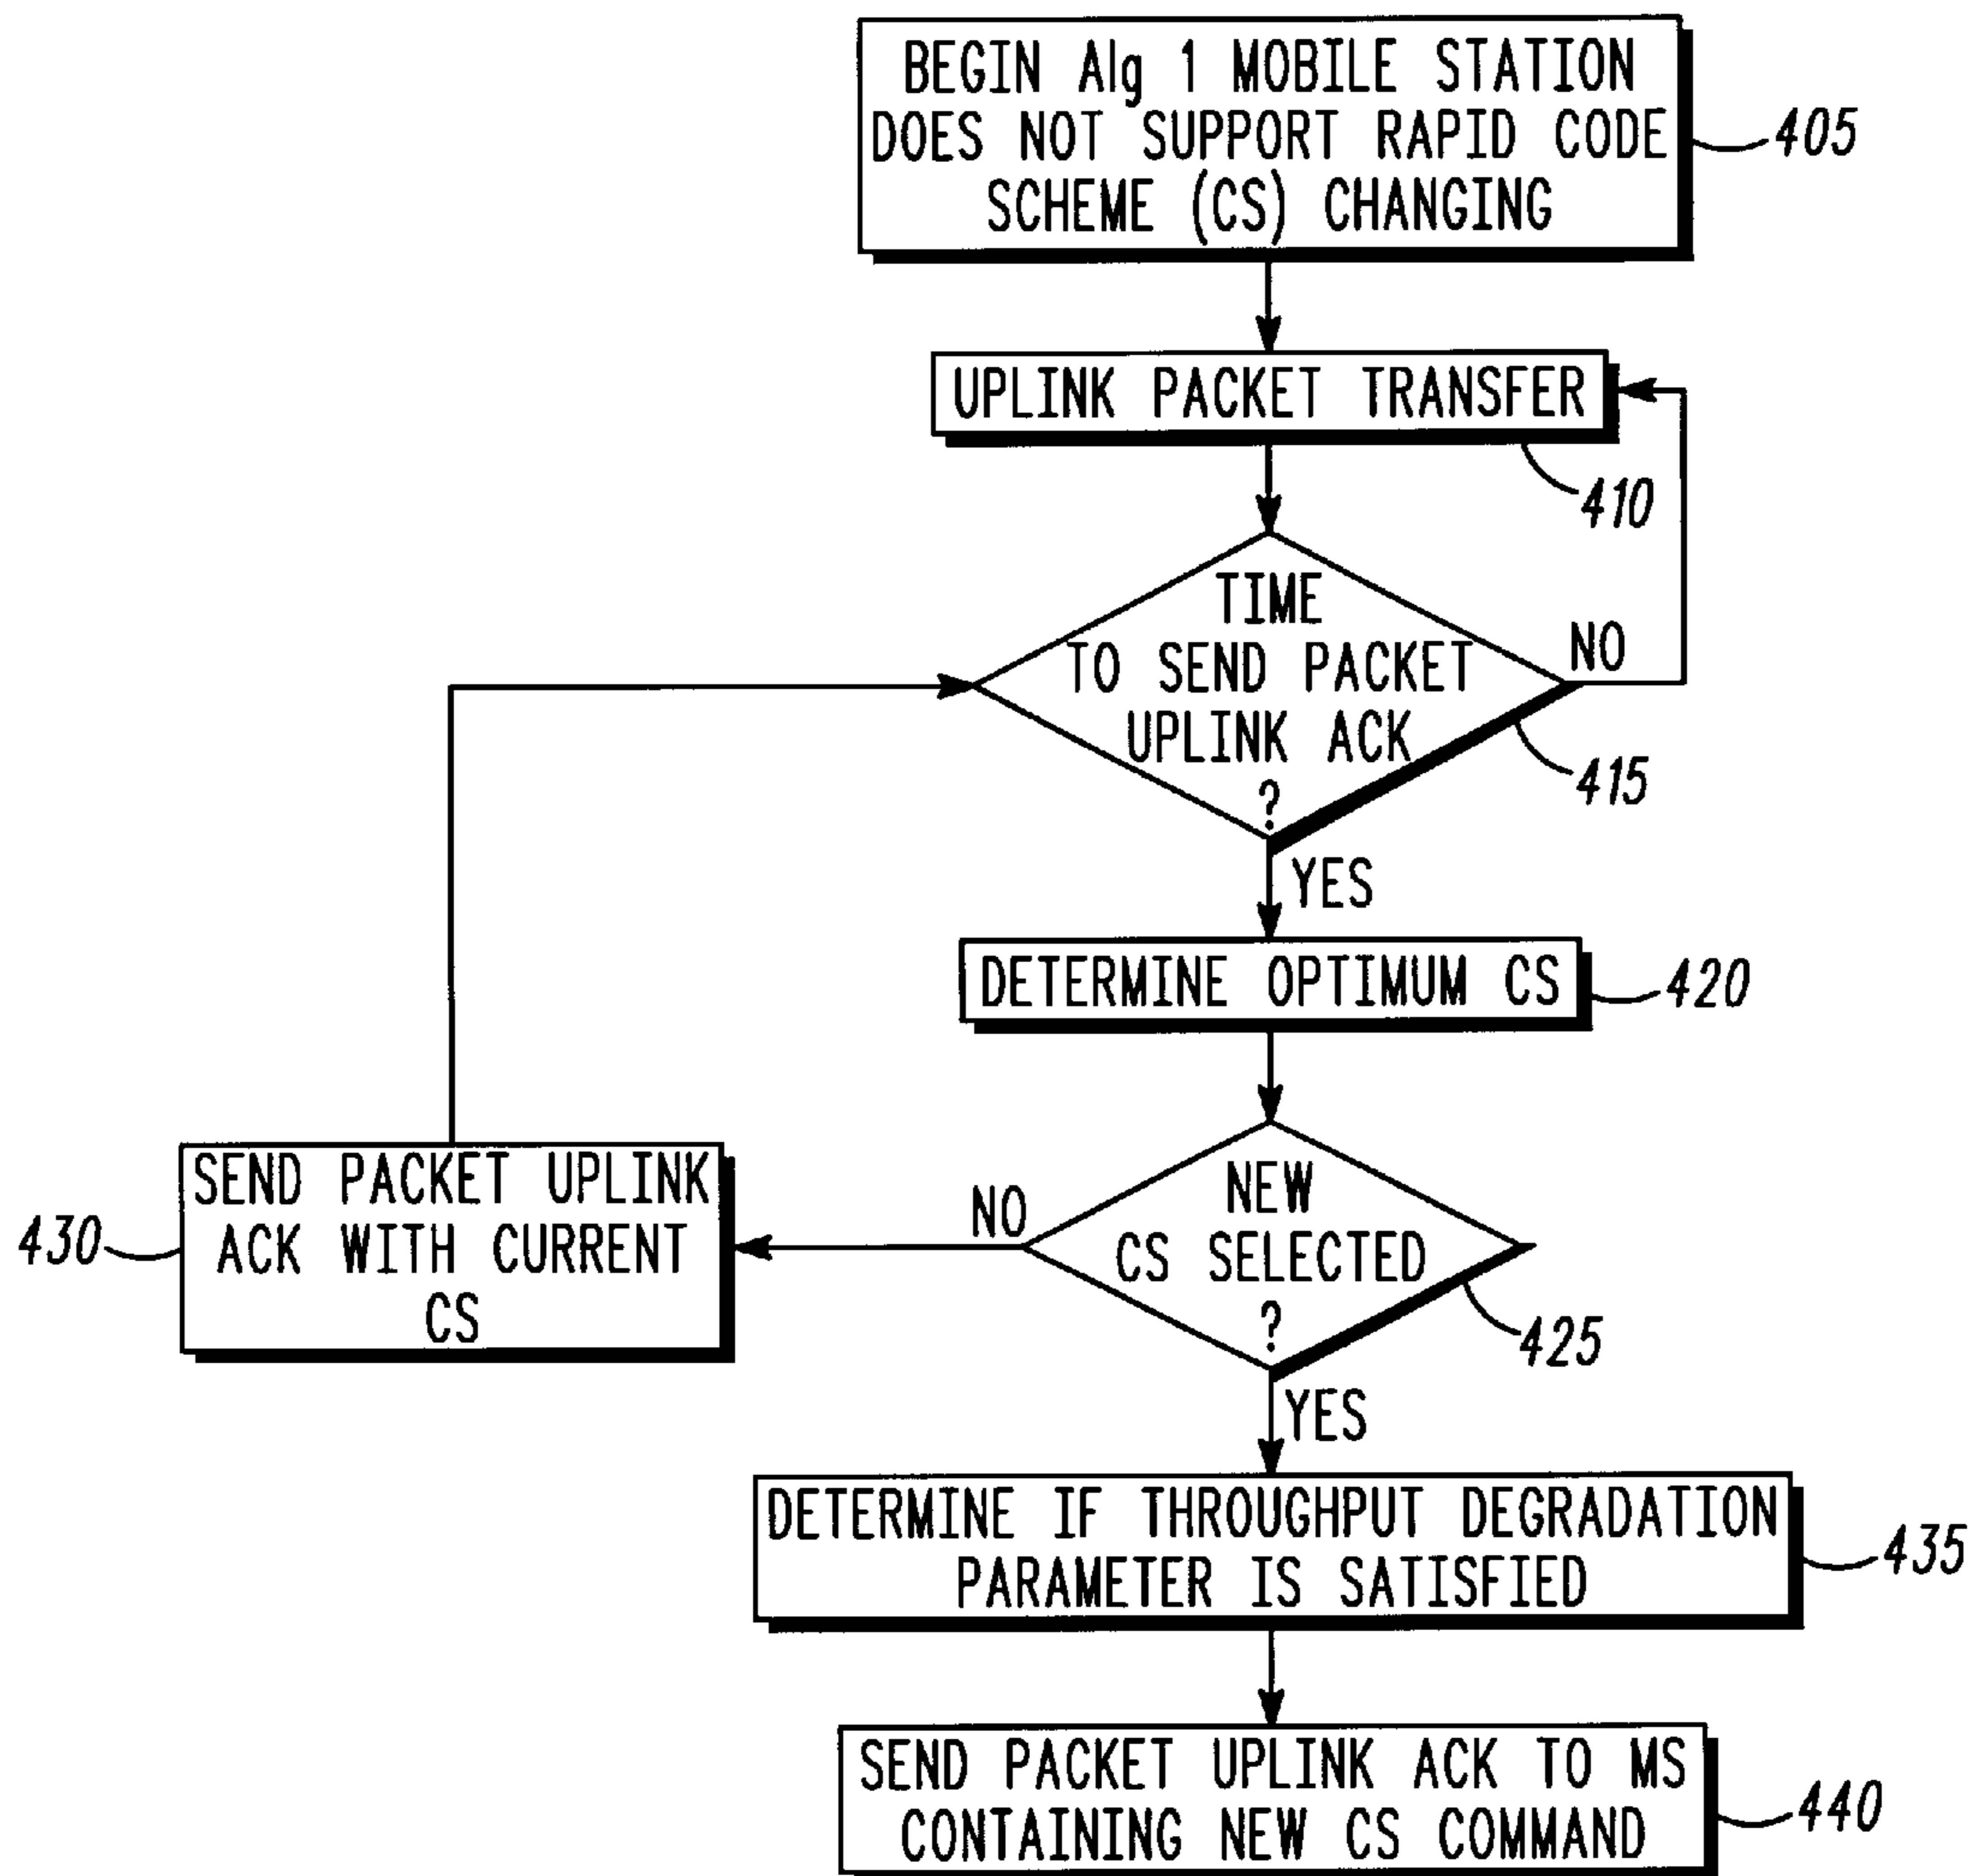 BEGIN Alg 1 MOBILE STATION
DOES NOT SUPPORT RAPID CODE
SCHEME (CS) CHANGING
405
UPLINK PACKET TRANSFER
410
TIME
TO SEND PACKET
UPLINK ACK
?
NO
415
YES
DETERMINE OPTIMUM CS
420
NEW
CS SELECTED
?
NO
425
SEND PACKET UPLINK
ACK WITH CURRENT
CS
430
YES
DETERMINE IF THROUGHPUT DEGRADATION
PARAMETER IS SATISFIED
435
SEND PACKET UPLINK ACK TO MS
CONTAINING NEW CS COMMAND
440